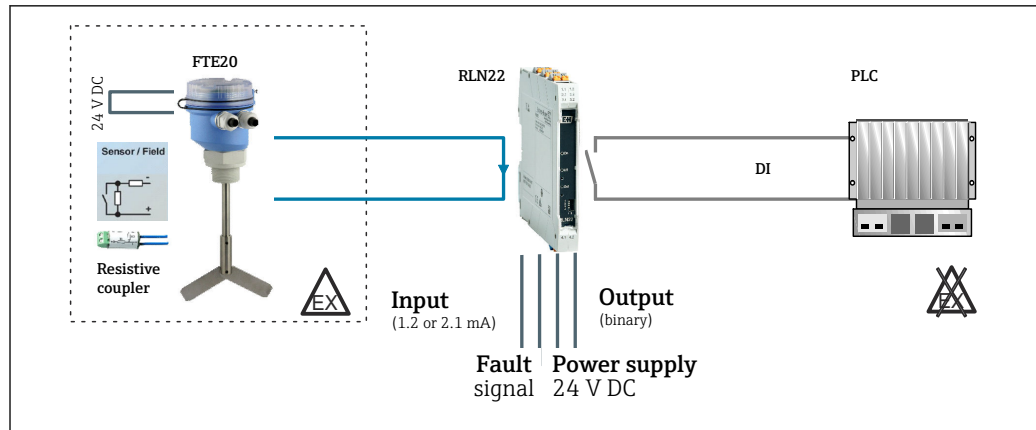 FTE20
RLN22
PLC
24 V DC
Sensor / Field
-
+
DI
Resistive
coupler
EX
Input
(1.2 or 2.1 mA)
Output
(binary)
EX
Fault
signal
Power supply
24 V DC